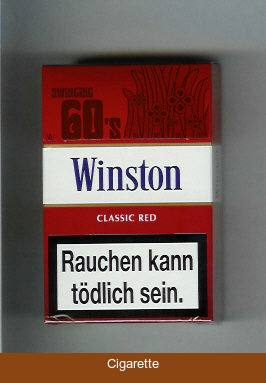 SWINGING
60's
Winston
CLASSIC RED
Rauchen kann
tödlich sein.
Cigarette